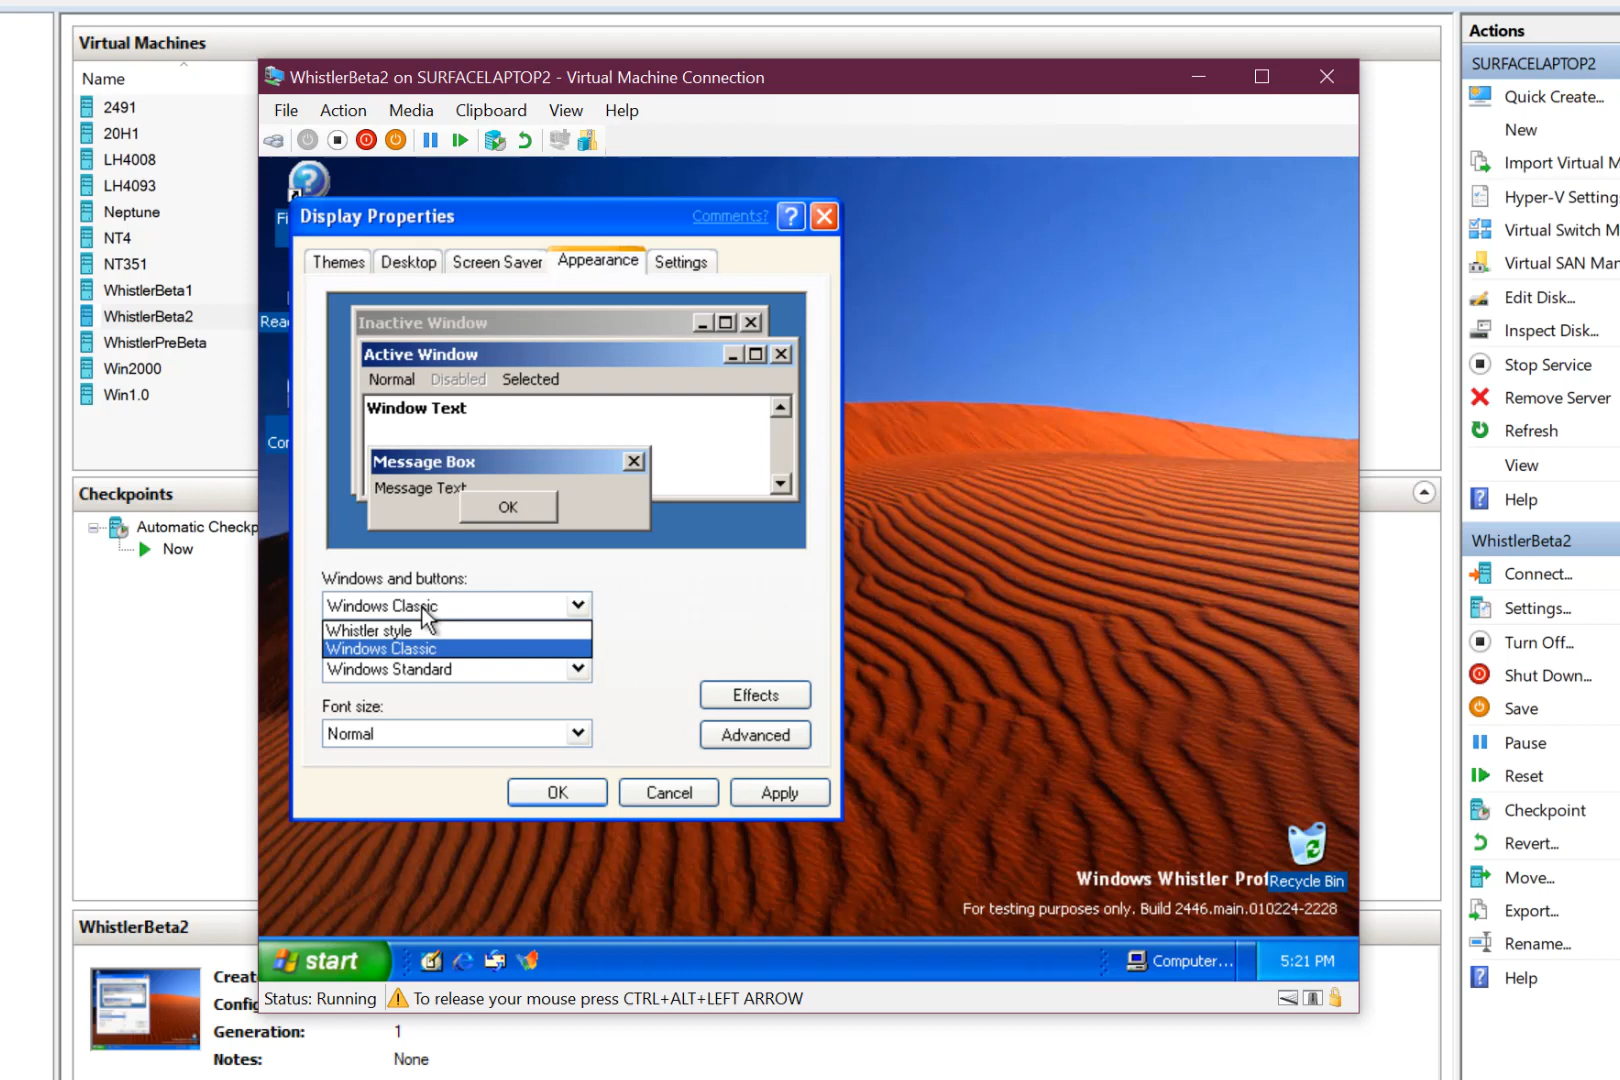 Virtual Machines
Name
2491
20H1
LH4008
LH4093
Neptune
NT4
NT351
WhistlerBeta1
WhistlerBeta2
WhistlerPreBeta
Win2000
Win1.0
Checkpoints
Automatic Checkp
Now
WhistlerBeta2
Creat
Config
Generation: 1
Notes: None
WhistlerBeta2 on SURFACELAPTOP2 - Virtual Machine Connection
File Action Media Clipboard View Help
Fi
Rea
Con
Display Properties Comments? ?
Themes Desktop Screen Saver Appearance Settings
Inactive Window
Active Window
Normal Disabled Selected
Window Text
Message Box
Message Text
OK
Windows and buttons:
Windows Classic
Whistler style
Windows Classic
Windows Standard
Font size:
Normal
Effects
Advanced
OK Cancel Apply
Recycle Bin
Windows Whistler Prof
For testing purposes only. Build 2446.main.010224-2228
start
Computer...
5:21 PM
Status: Running To release your mouse press CTRL+ALT+LEFT ARROW
Actions
SURFACELAPTOP2
Quick Create...
New
Import Virtual M
Hyper-V Setting
Virtual Switch M
Virtual SAN Man
Edit Disk...
Inspect Disk...
Stop Service
Remove Server
Refresh
View
Help
WhistlerBeta2
Connect...
Settings...
Turn Off...
Shut Down...
Save
Pause
Reset
Checkpoint
Revert...
Move...
Export...
Rename...
Help